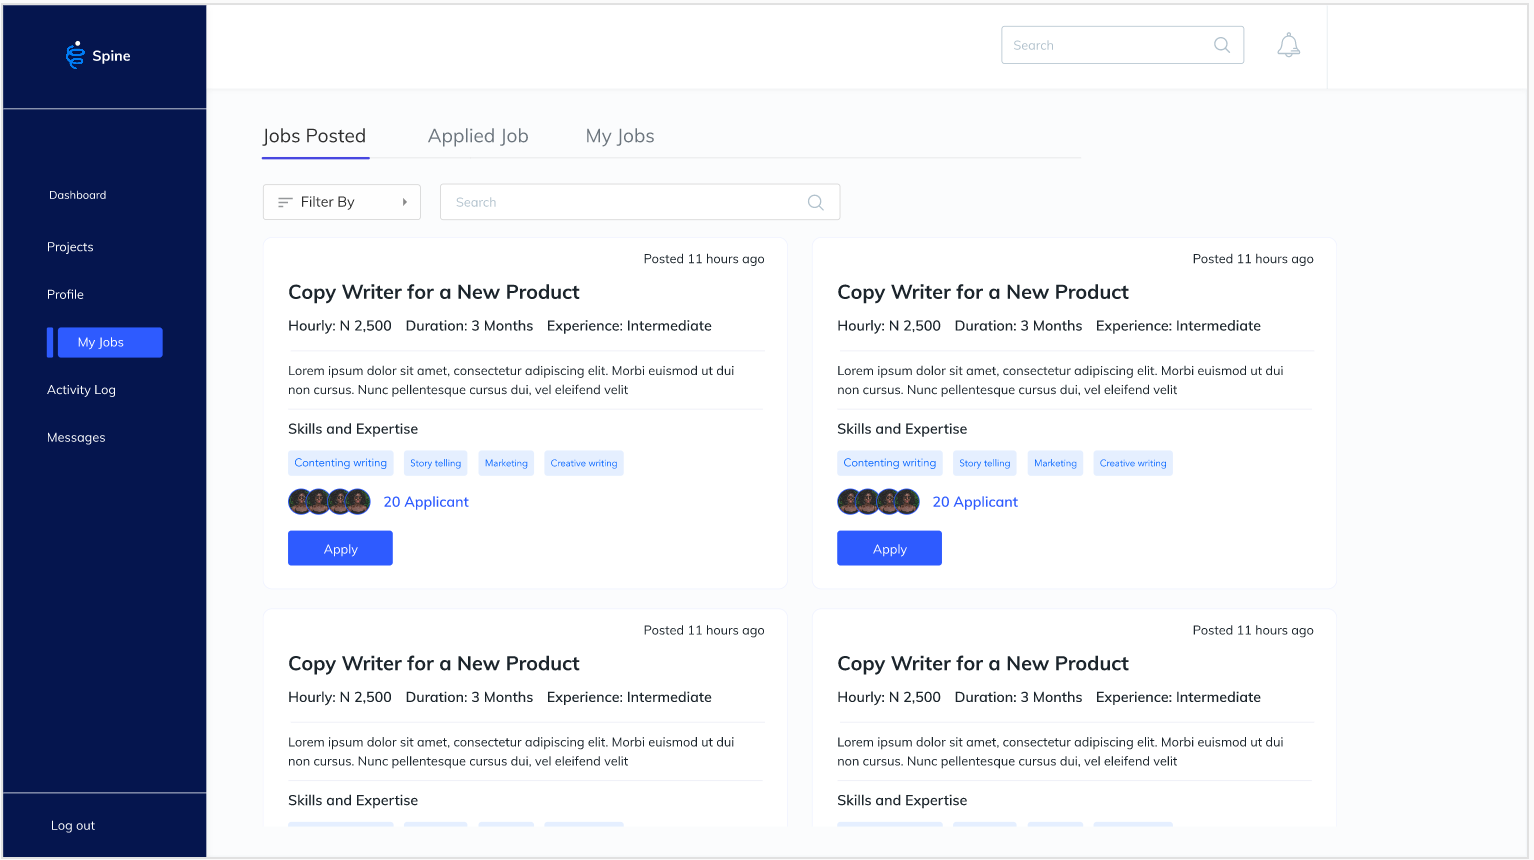 Spine
Search
Dashboard
Projects
Profile
My Jobs
Activity Log
Messages
Log out
Jobs Posted Applied Job My Jobs
Filter By
Search
Posted 11 hours ago
Copy Writer for a New Product
Hourly: N 2,500 Duration: 3 Months Experience: Intermediate
Lorem ipsum dolor sit amet, consectetur adipiscing elit. Morbi euismod ut dui
non cursus. Nunc pellentesque cursus dui, vel eleifend velit
Skills and Expertise
Contenting writing Story telling Marketing Creative writing
20 Applicant
Apply
Posted 11 hours ago
Copy Writer for a New Product
Hourly: N 2,500 Duration: 3 Months Experience: Intermediate
Lorem ipsum dolor sit amet, consectetur adipiscing elit. Morbi euismod ut dui
non cursus. Nunc pellentesque cursus dui, vel eleifend velit
Skills and Expertise
Contenting writing Story telling Marketing Creative writing
20 Applicant
Apply
Posted 11 hours ago
Copy Writer for a New Product
Hourly: N 2,500 Duration: 3 Months Experience: Intermediate
Lorem ipsum dolor sit amet, consectetur adipiscing elit. Morbi euismod ut dui
non cursus. Nunc pellentesque cursus dui, vel eleifend velit
Skills and Expertise
Posted 11 hours ago
Copy Writer for a New Product
Hourly: N 2,500 Duration: 3 Months Experience: Intermediate
Lorem ipsum dolor sit amet, consectetur adipiscing elit. Morbi euismod ut dui
non cursus. Nunc pellentesque cursus dui, vel eleifend velit
Skills and Expertise